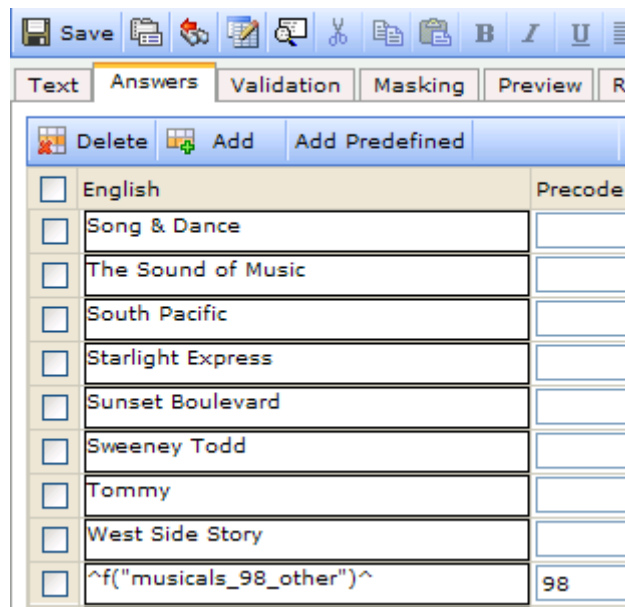 Save B I U
Text Answers Validation Masking Preview R
Delete Add Add Predefined
English Precode
Song & Dance
The Sound of Music
South Pacific
Starlight Express
Sunset Boulevard
Sweeney Todd
Tommy
West Side Story
^f("musicals_98_other")^ 98